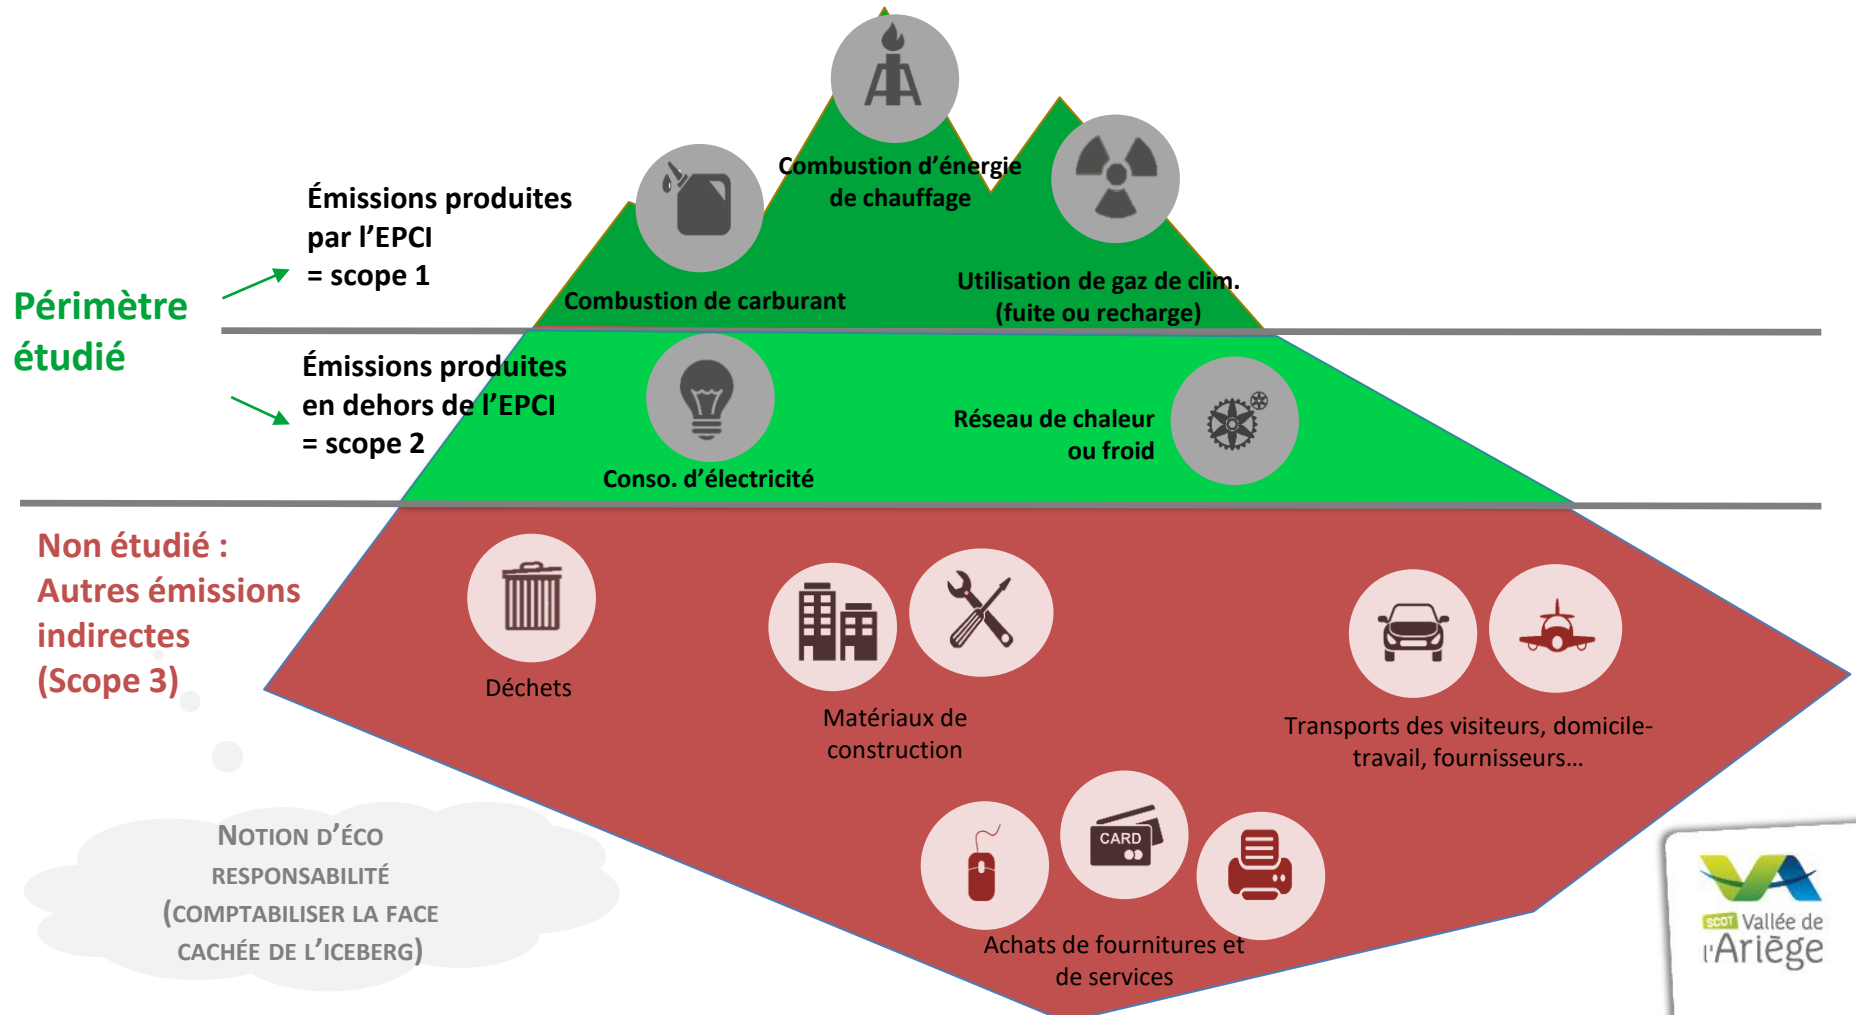 Combustion d’énergie
de chauffage
Émissions produites
par l’EPCI
= scope 1
Combustion de carburant
Utilisation de gaz de clim.
(fuite ou recharge)
Périmètre
étudié
Émissions produites
en dehors de l’EPCI
= scope 2
Conso. d’électricité
Réseau de chaleur
ou froid
Non étudié :
Autres émissions
indirectes
(Scope 3)
Déchets
Matériaux de
construction
Transports des visiteurs, domicile-
travail, fournisseurs…
CARD
Achats de fournitures et
de services
NOTION D’ÉCO
RESPONSABILITÉ
(COMPTABILISER LA FACE
CACHÉE DE L’ICEBERG)
VA
SCOT Vallée de
l’Ariēge